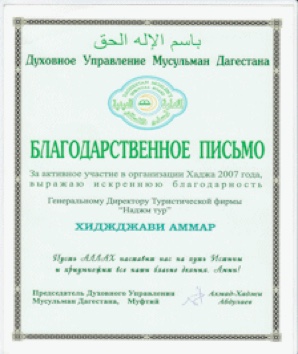 باسم الإله الحق
Духовное Управление Мусульман Дагестана
БЛАГОДАРСТВЕННОЕ ПИСЬМО
За активное участие в организации Хаджа 2007 года,
выражаю искреннюю благодарность
Генеральному Директору Туристической фирмы
"Наджм тур"
ХИДЖДЖАВИ АММАР
Пусть АЛЛАХ наставит нас на путь Истины
и приумножит все наши благие деяния. Амин!
Председатель Духовного Управления
Мусульман Дагестана, Муфтий
Ахмад-Хаджи
Абдулаев